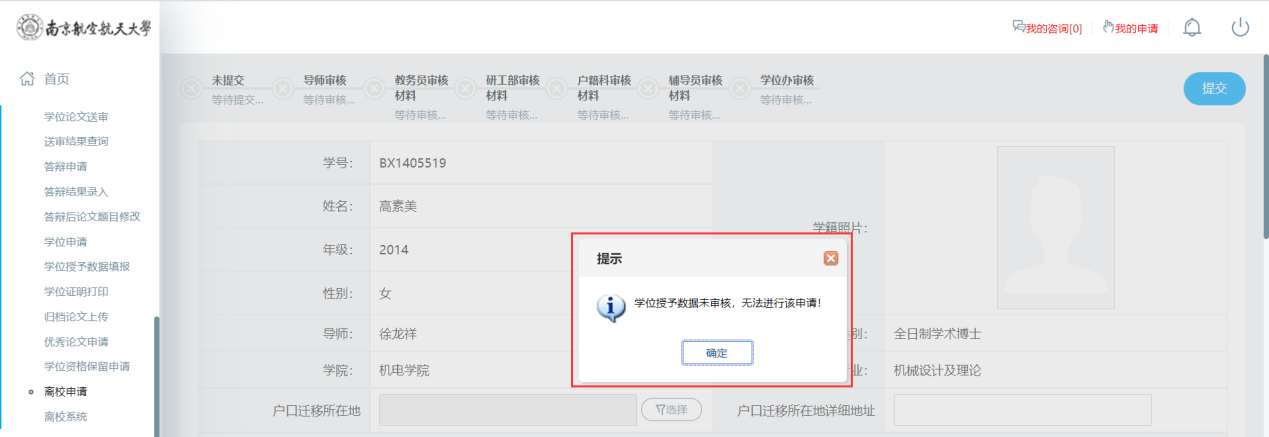 南京航空航天大學
我的咨询[0]
我的申请
首页
学位论文送审
送审结果查询
答辩申请
答辩结果录入
答辩后论文题目修改
学位申请
学位授予数据填报
学位证明打印
归档论文上传
优秀论文申请
学位资格保留申请
离校申请
离校系统
未提交
等待提交...
导师审核
等待审核...
教务员审核
材料
等待审核...
研工部审核
材料
等待审核...
户籍科审核
材料
等待审核...
辅导员审核
材料
等待审核...
学位办审核
等待审核...
提交
学号： BX1405519
姓名： 高素美
学籍照片：
年级： 2014
性别： 女
导师： 徐龙祥
别： 全日制学术博士
学院： 机电学院
业： 机械设计及理论
户口迁移所在地 选择 户口迁移所在地详细地址
提示
学位授予数据未审核，无法进行该申请！
确定